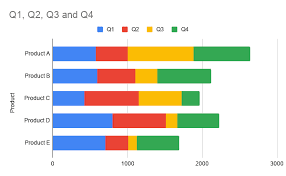 Q1, Q2, Q3 and Q4
Q1 Q2 Q3 Q4
Product A
Product B
Product C
Product D
Product E
Product
0 1000 2000 3000